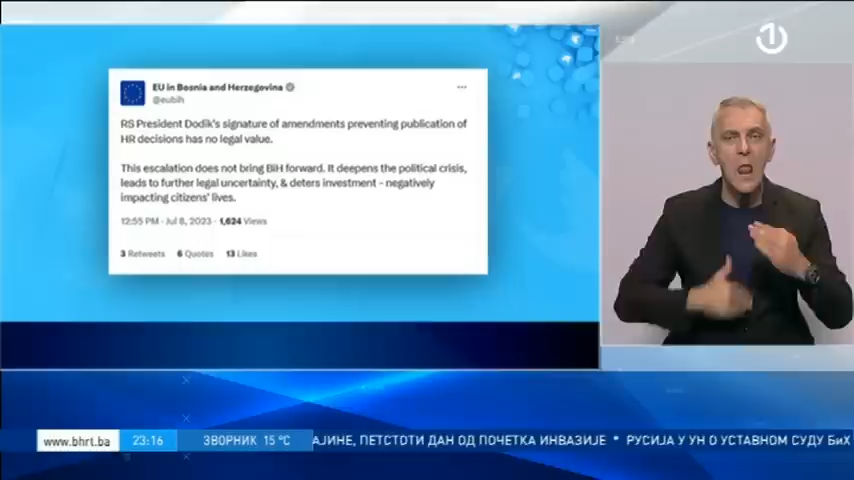 EU in Bosnia and Herzegovina
@eubih
RS President Dodik's signature of amendments preventing publication of
HR decisions has no legal value.
This escalation does not bring BiH forward. It deepens the political crisis,
leads to further legal uncertainty, & deters investment - negatively
impacting citizens' lives.
12:55 PM · Jul 8, 2023 · 1,624 Views
3 Retweets 6 Quotes 13 Likes
1
www.bhrt.ba 23:16 ЗВОРНИК 15 °C АЈИНЕ, ПЕТСТОТИ ДАН ОД ПОЧЕТКА ИНВАЗИЈЕ * РУСИЈА У УН О УСТАВНОМ СУДУ БиХ